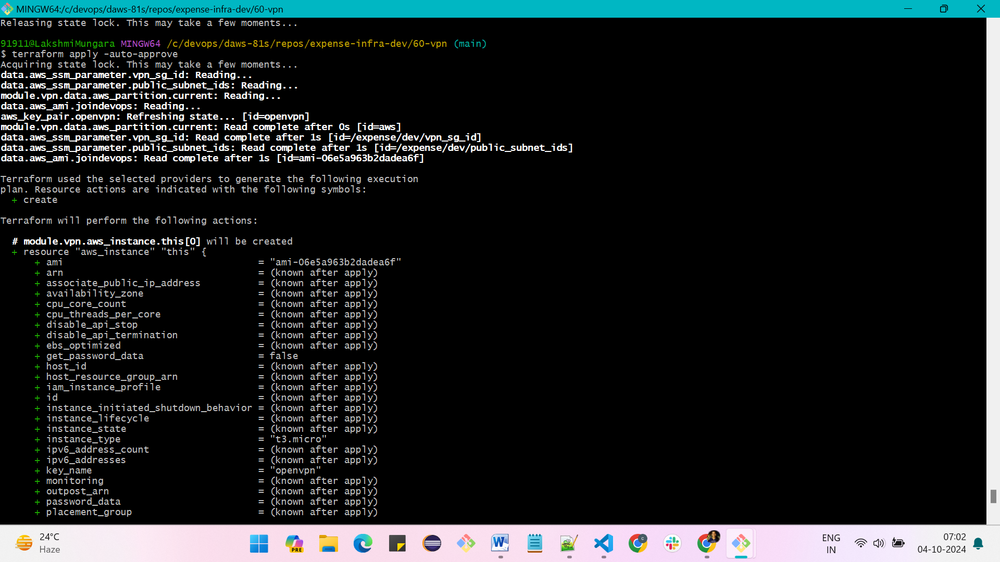 MINGW64:/c/devops/daws-81s/repos/expense-infra-dev/60-vpn
Releasing state lock. This may take a few moments...
91911@LakshmiMungara MINGW64 /c/devops/daws-81s/repos/expense-infra-dev/60-vpn (main)
$ terraform apply -auto-approve
Acquiring state lock. This may take a few moments...
data.aws_ssm_parameter.vpn_sg_id: Reading...
data.aws_ssm_parameter.public_subnet_ids: Reading...
module.vpn.data.aws_partition.current: Reading...
data.aws_ami.joindevops: Reading...
aws_key_pair.openvpn: Refreshing state... [id=openvpn]
module.vpn.data.aws_partition.current: Read complete after 0s [id=aws]
data.aws_ssm_parameter.vpn_sg_id: Read complete after 1s [id=/expense/dev/vpn_sg_id]
data.aws_ssm_parameter.public_subnet_ids: Read complete after 1s [id=/expense/dev/public_subnet_ids]
data.aws_ami.joindevops: Read complete after 1s [id=ami-06e5a963b2dadea6f]
Terraform used the selected providers to generate the following execution
plan. Resource actions are indicated with the following symbols:
  + create
Terraform will perform the following actions:
  # module.vpn.aws_instance.this[0] will be created
  + resource "aws_instance" "this" {
      + ami                                  = "ami-06e5a963b2dadea6f"
      + arn                                  = (known after apply)
      + associate_public_ip_address          = (known after apply)
      + availability_zone                    = (known after apply)
      + cpu_core_count                       = (known after apply)
      + cpu_threads_per_core                 = (known after apply)
      + disable_api_stop                     = (known after apply)
      + disable_api_termination              = (known after apply)
      + ebs_optimized                        = (known after apply)
      + get_password_data                    = false
      + host_id                              = (known after apply)
      + host_resource_group_arn              = (known after apply)
      + iam_instance_profile                 = (known after apply)
      + id                                   = (known after apply)
      + instance_initiated_shutdown_behavior = (known after apply)
      + instance_lifecycle                   = (known after apply)
      + instance_state                       = (known after apply)
      + instance_type                        = "t3.micro"
      + ipv6_address_count                   = (known after apply)
      + ipv6_addresses                       = (known after apply)
      + key_name                             = "openvpn"
      + monitoring                           = (known after apply)
      + outpost_arn                          = (known after apply)
      + password_data                        = (known after apply)
      + placement_group                      = (known after apply)
24°C
Haze
PRE
W
C
ENG
IN
07:02
04-10-2024